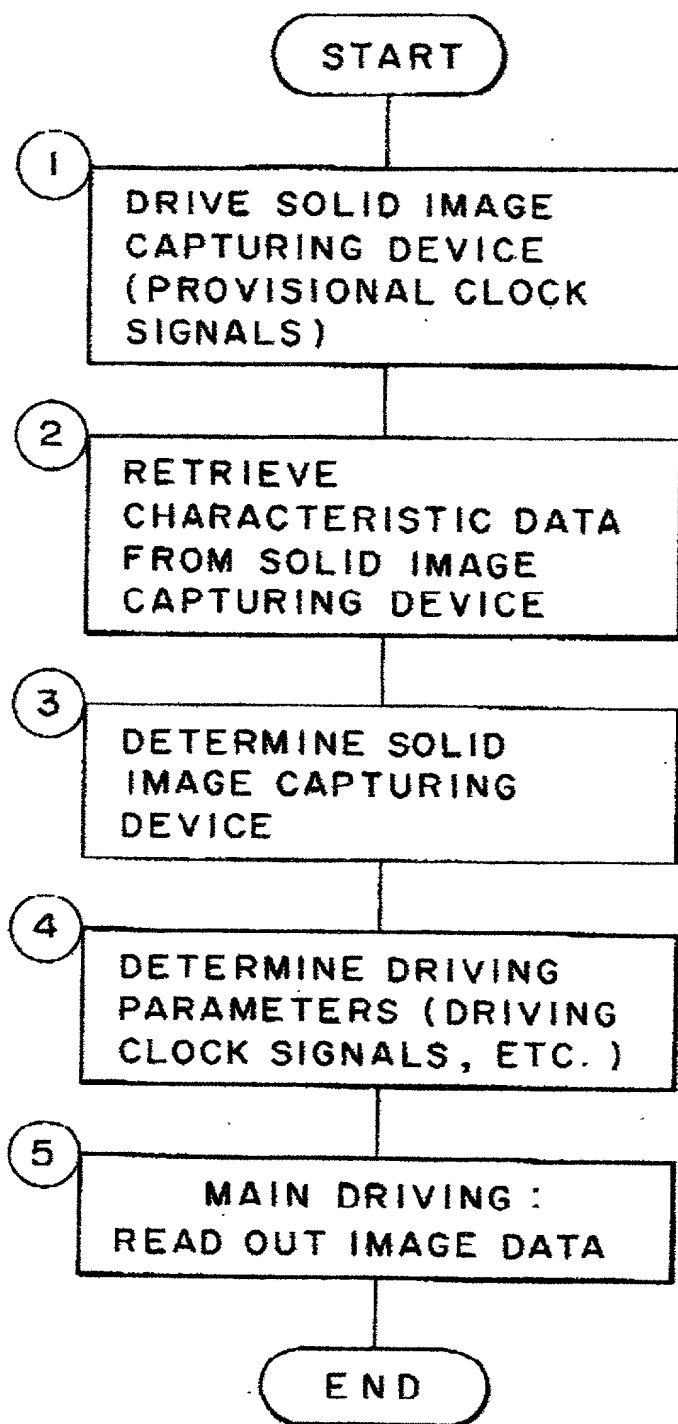 START
1
DRIVE SOLID IMAGE
CAPTURING DEVICE
(PROVISIONAL CLOCK
SIGNALS)
2
RETRIEVE
CHARACTERISTIC DATA
FROM SOLID IMAGE
CAPTURING DEVICE
3
DETERMINE SOLID
IMAGE CAPTURING
DEVICE
4
DETERMINE DRIVING
PARAMETERS (DRIVING
CLOCK SIGNALS, ETC.)
5
MAIN DRIVING:
READ OUT IMAGE DATA
END